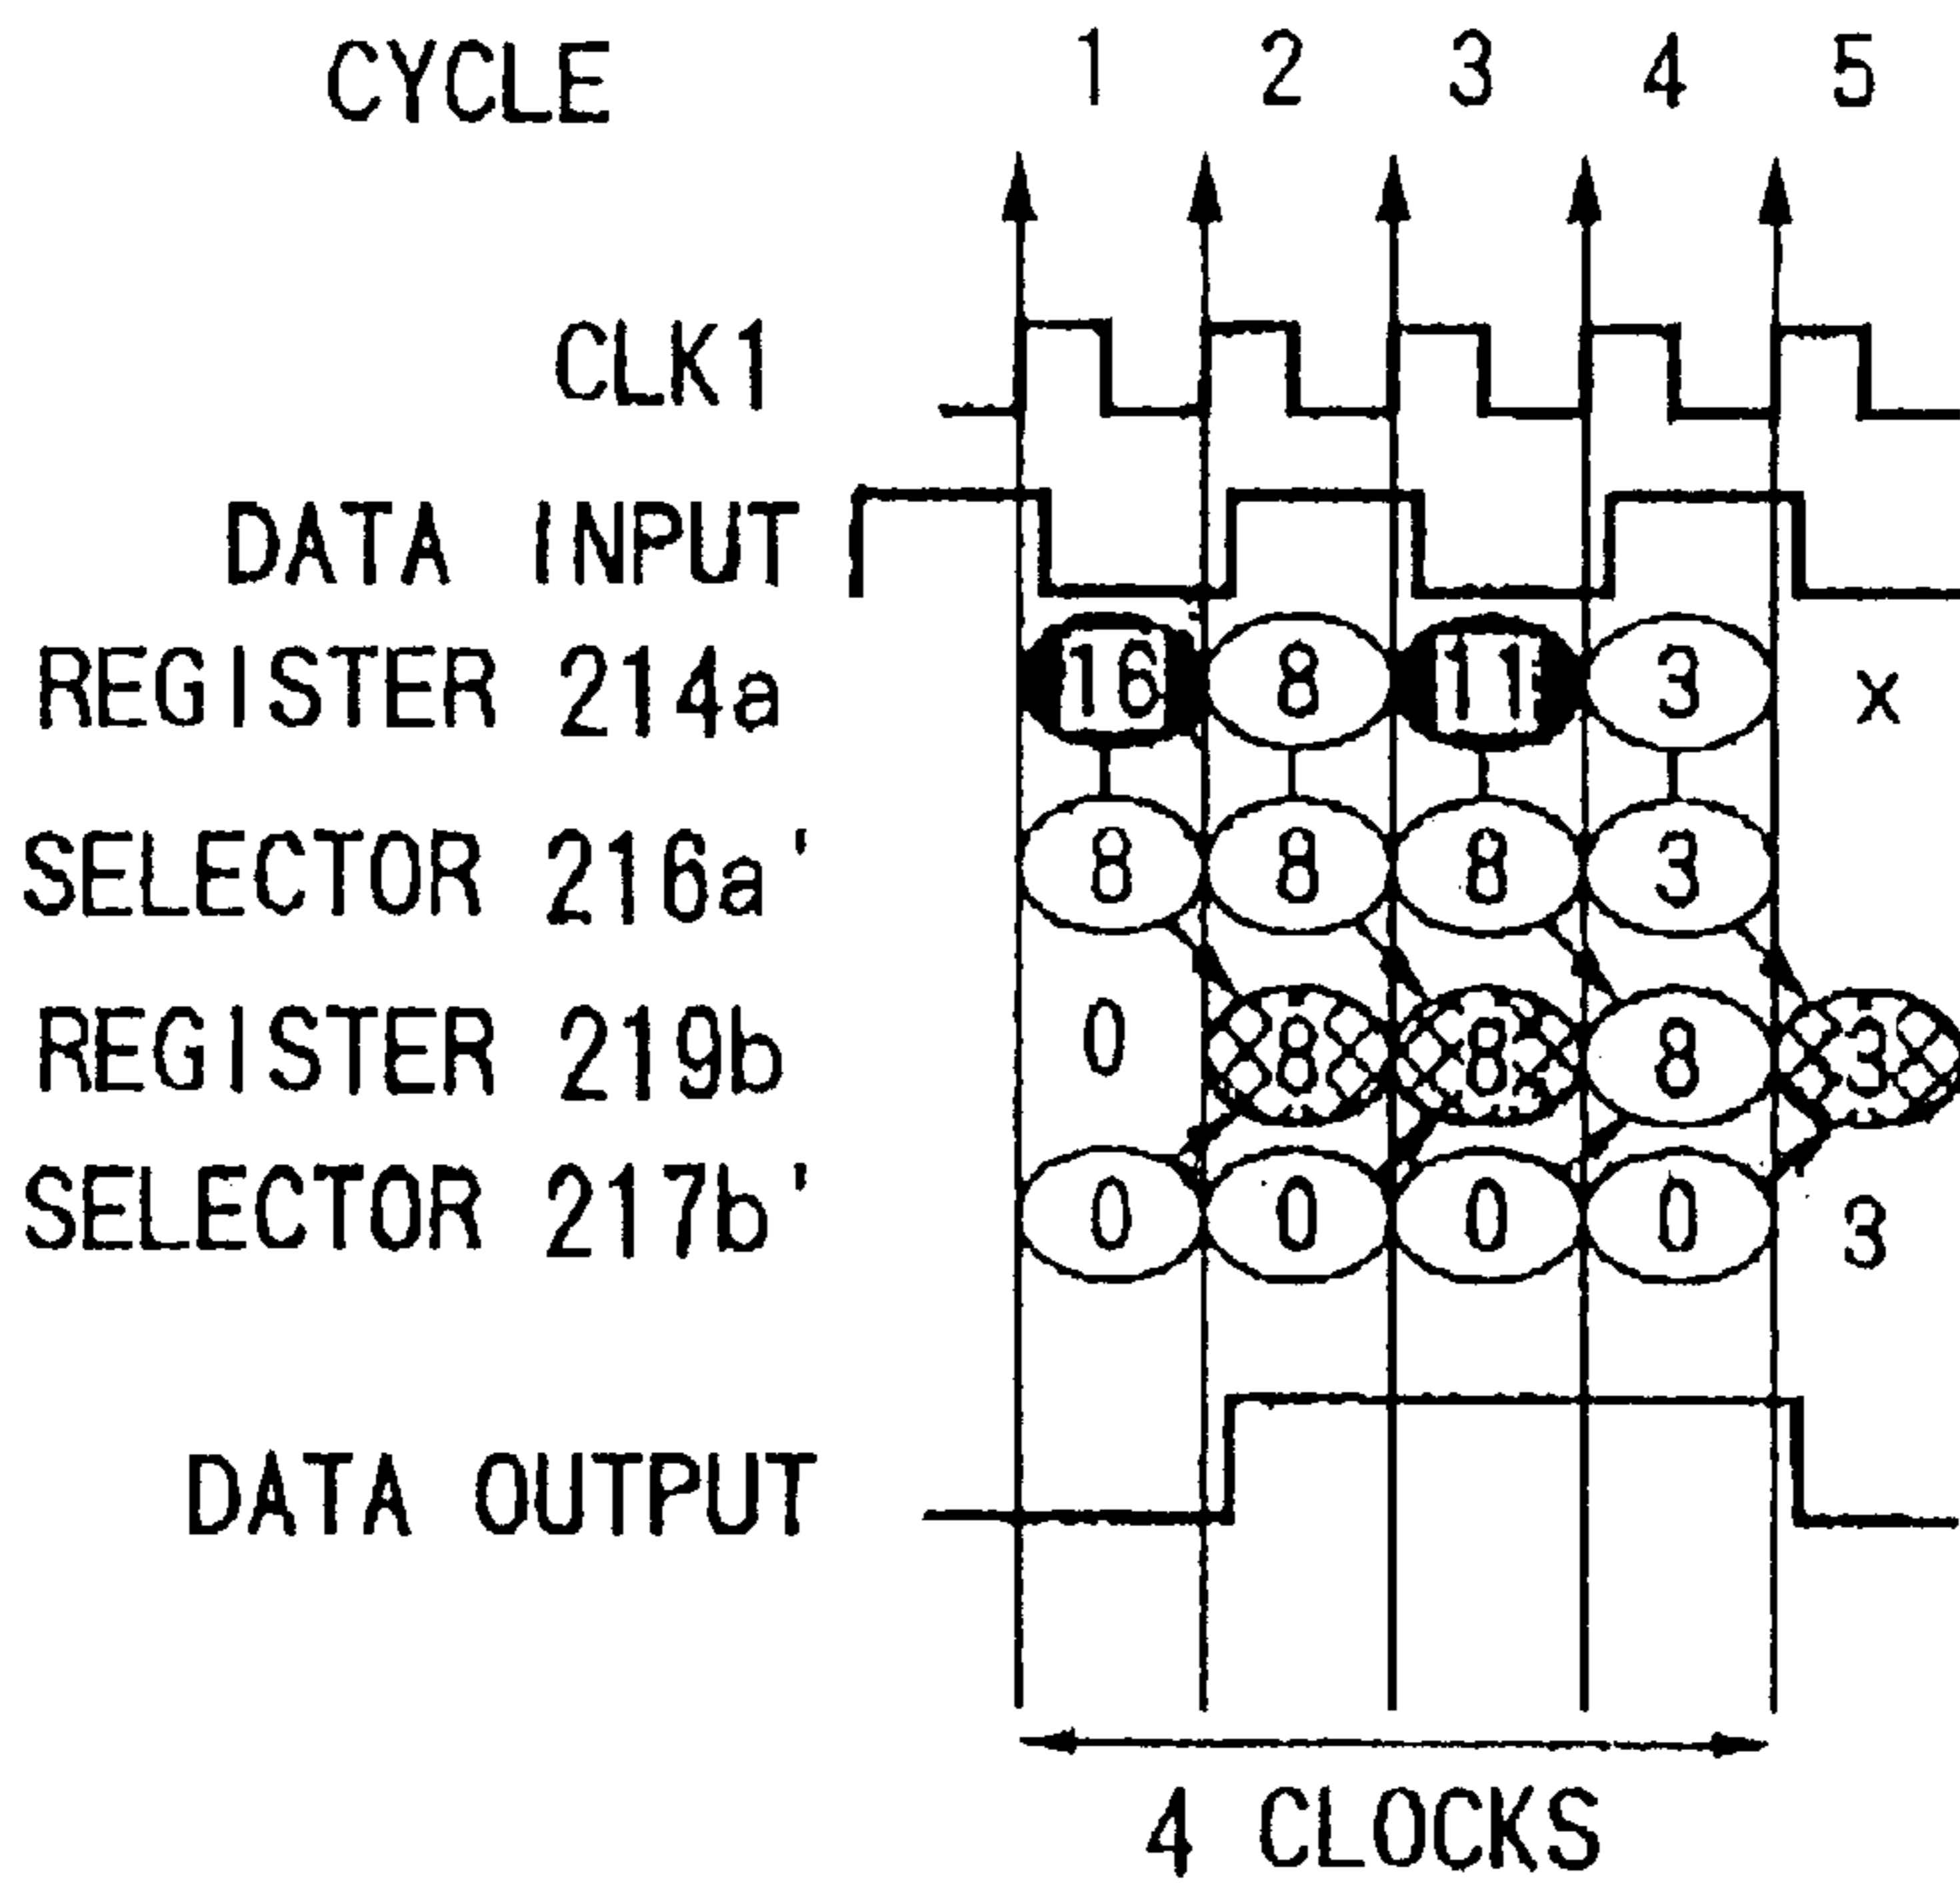 CYCLE 1 2 3 4 5
CLK1
DATA INPUT
REGISTER 214a 16 8 11 3 x
SELECTOR 216a' 8 8 8 3
REGISTER 219b 0 8 8 8 3
SELECTOR 217b' 0 0 0 0 3
DATA OUTPUT
4 CLOCKS